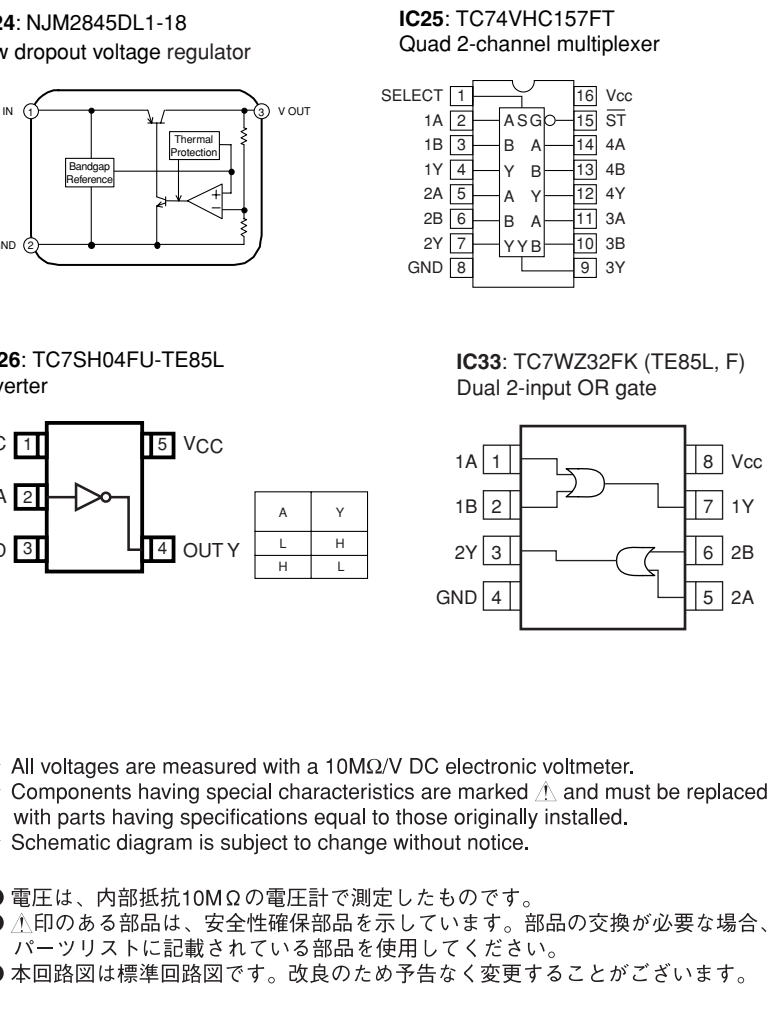 24: NJM2845DL1-18
w dropout voltage regulator
IN 1
3 V OUT
Thermal
Protection
Bandgap
Reference
+
−
ND 2
IC25: TC74VHC157FT
Quad 2-channel multiplexer
SELECT 1 16 Vcc
1A 2 A S G 15 ST
1B 3 B A 14 4A
1Y 4 Y B 13 4B
2A 5 A Y 12 4Y
2B 6 B A 11 3A
2Y 7 Y Y B 10 3B
GND 8 9 3Y
26: TC7SH04FU-TE85L
verter
C 1 5 VCC
A 2
D 3 4 OUT Y
A Y
L H
H L
IC33: TC7WZ32FK (TE85L, F)
Dual 2-input OR gate
1A 1 8 Vcc
1B 2 7 1Y
2Y 3 6 2B
GND 4 5 2A
All voltages are measured with a 10MΩ/V DC electronic voltmeter.
Components having special characteristics are marked ⚠ and must be replaced
with parts having specifications equal to those originally installed.
Schematic diagram is subject to change without notice.
● 電圧は、内部抵抗10MΩの電圧計で測定したものです。
● ⚠印のある部品は、安全性確保部品を示しています。部品の交換が必要な場合、
パーツリストに記載されている部品を使用してください。
● 本回路図は標準回路図です。改良のため予告なく変更することがございます。